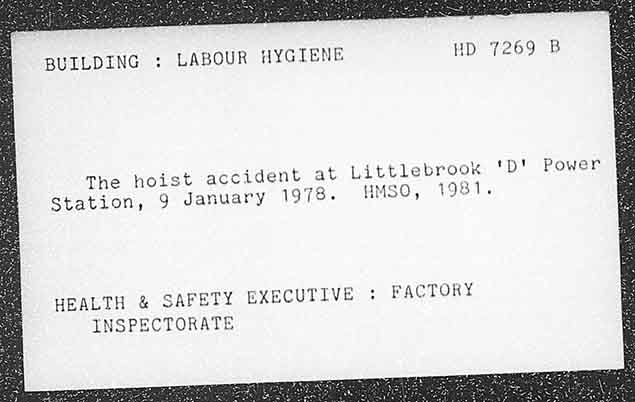 BUILDING : LABOUR HYGIENE HD 7269 B
The hoist accident at Littlebrook 'D' Power
Station, 9 January 1978. HMSO, 1981.
HEALTH & SAFETY EXECUTIVE : FACTORY
INSPECTORATE